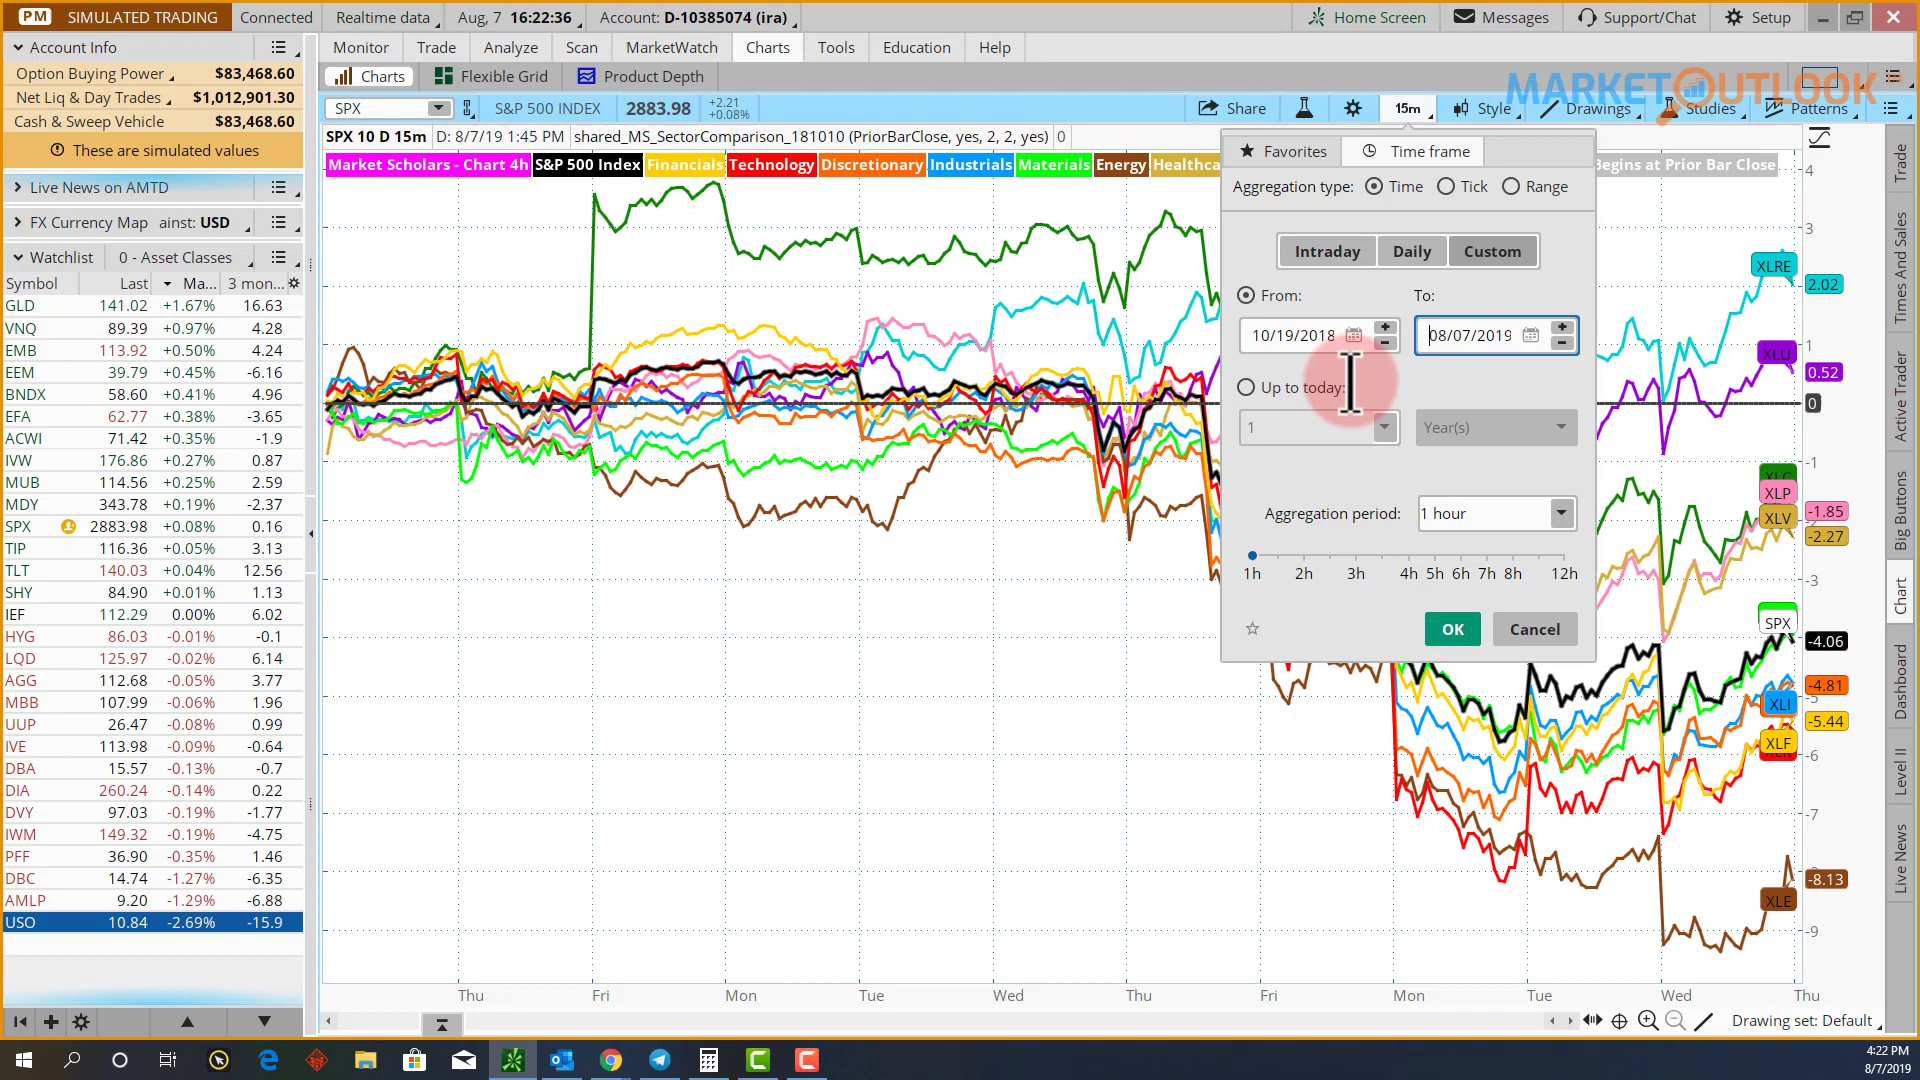 PM SIMULATED TRADING Connected Realtime data Aug, 7 16:22:36 Account: D-10385074 (ira) Home Screen Messages Support/Chat Setup
Account Info
Option Buying Power $83,468.60
Net Liq & Day Trades $1,012,901.30
Cash & Sweep Vehicle $83,468.60
These are simulated values
Live News on AMTD
FX Currency Map ainst: USD
Watchlist 0 - Asset Classes
Symbol Last Ma... 3 mon...
GLD 141.02 +1.67% 16.63
VNQ 89.39 +0.97% 4.28
EMB 113.92 +0.50% 4.24
EEM 39.79 +0.45% -6.16
BNDX 58.60 +0.41% 4.96
EFA 62.77 +0.38% -3.65
ACWI 71.42 +0.35% -1.9
IVW 176.86 +0.27% 0.87
MUB 114.56 +0.25% 2.59
MDY 343.78 +0.19% -2.37
SPX 2883.98 +0.08% 0.16
TIP 116.36 +0.05% 3.13
TLT 140.03 +0.04% 12.56
SHY 84.90 +0.01% 1.13
IEF 112.29 0.00% 6.02
HYG 86.03 -0.01% -0.1
LQD 125.97 -0.02% 6.14
AGG 112.68 -0.05% 3.77
MBB 107.99 -0.06% 1.96
UUP 26.47 -0.08% 0.99
IVE 113.98 -0.09% -0.64
DBA 15.57 -0.13% -0.7
DIA 260.24 -0.14% 0.22
DVY 97.03 -0.19% -1.77
IWM 149.32 -0.19% -4.75
PFF 36.90 -0.35% 1.46
DBC 14.74 -1.27% -6.35
AMLP 9.20 -1.29% -6.88
USO 10.84 -2.69% -15.9
Monitor Trade Analyze Scan MarketWatch Charts Tools Education Help
Charts Flexible Grid Product Depth
MARKETOUTLOOK
SPX S&P 500 INDEX 2883.98 +2.21 +0.08% Share 15m Style Drawings Studies Patterns
SPX 10 D 15m D: 8/7/19 1:45 PM shared_MS_SectorComparison_181010 (PriorBarClose, yes, 2, 2, yes) 0
Market Scholars - Chart 4h S&P 500 Index Financials Technology Discretionary Industrials Materials Energy Healthca Begins at Prior Bar Close
Favorites Time frame
Aggregation type: Time Tick Range
Intraday Daily Custom
From: To:
10/19/2018 08/07/2019
Up to today:
1 Year(s)
Aggregation period: 1 hour
1h 2h 3h 4h 5h 6h 7h 8h 12h
OK Cancel
4
3
XLRE 2.02
1
XLU 0.52
0
-1
XLC
XLP -1.85
XLV -2.27
-3
SPX -4.06
-4.81
-5
XLI
-5.44
XLF
-6
-7
-8.13
XLE
-9
Thu Fri Mon Tue Wed Thu Fri Mon Tue Wed Thu
Drawing set: Default
Trade
Times And Sales
Active Trader
Big Buttons
Chart
Dashboard
Level II
Live News
4:22 PM
8/7/2019